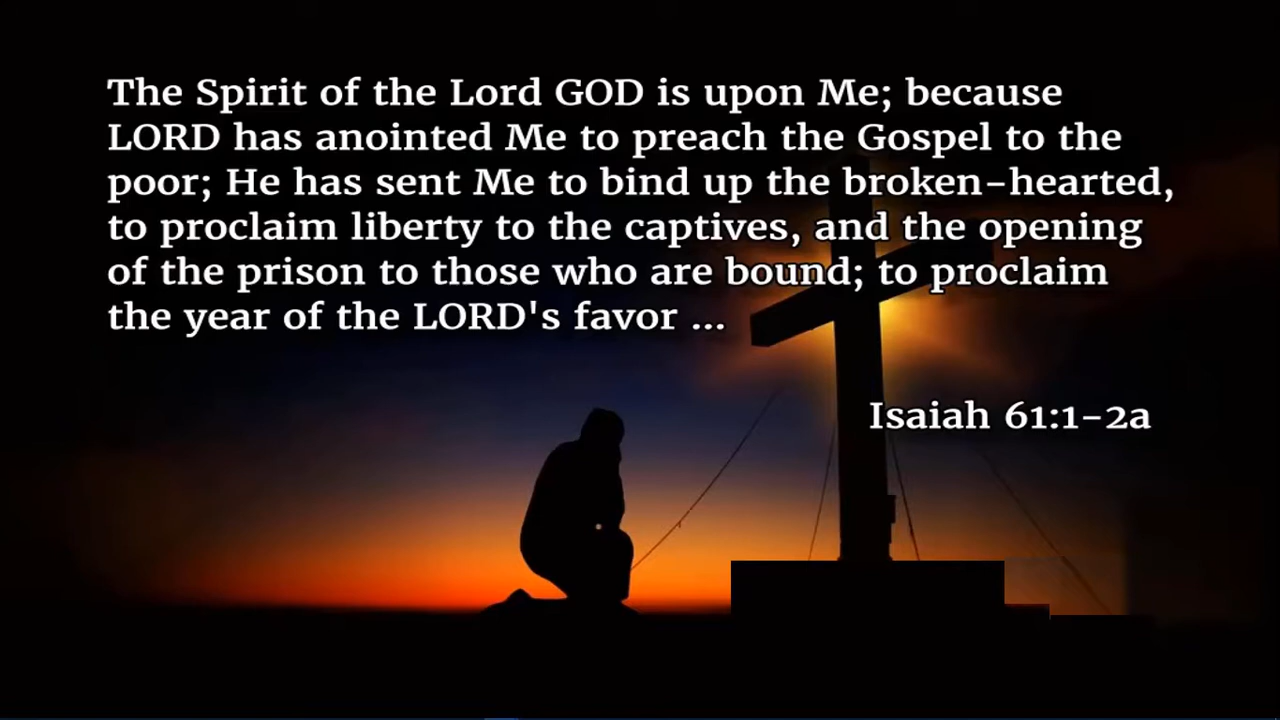 The Spirit of the Lord GOD is upon Me; because
LORD has anointed Me to preach the Gospel to the
poor; He has sent Me to bind up the broken-hearted,
to proclaim liberty to the captives, and the opening
of the prison to those who are bound; to proclaim
the year of the LORD's favor ...
Isaiah 61:1-2a